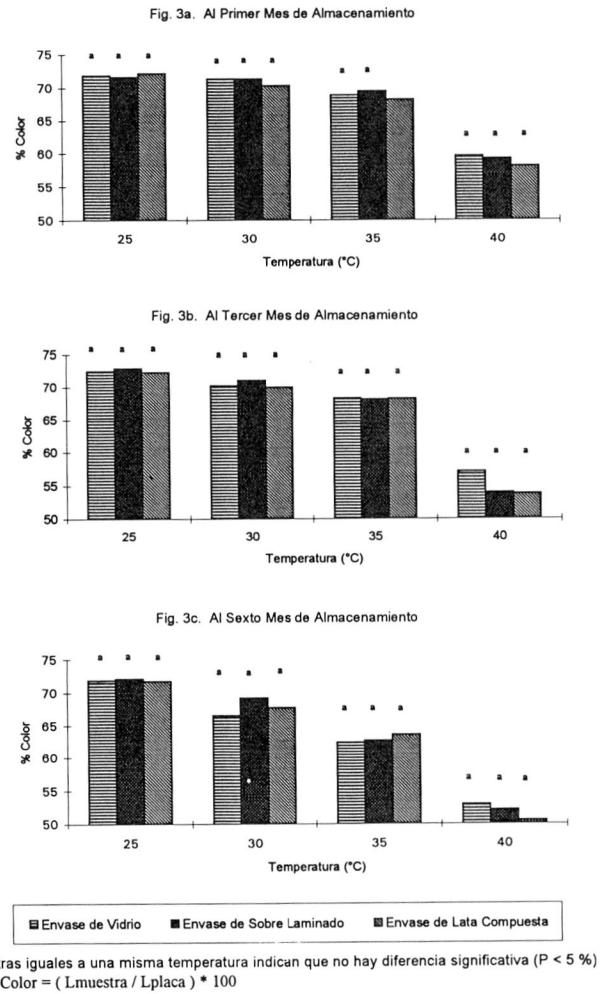 Fig. 3a. Al Primer Mes de Almacenamiento
75
70
65
60
55
50
% Color
a a a
a a a
a a
a a a
25 30 35 40
Temperatura (°C)
Fig. 3b. Al Tercer Mes de Almacenamiento
75
70
65
60
55
50
% Color
a a a
a a a
a a a
a a a
25 30 35 40
Temperatura (°C)
Fig. 3c. Al Sexto Mes de Almacenamiento
75
70
65
60
55
50
% Color
a a a
a a a
a a a
a a a
25 30 35 40
Temperatura (°C)
Envase de Vidrio Envase de Sobre Laminado Envase de Lata Compuesta
ras iguales a una misma temperatura indican que no hay diferencia significativa (P < 5 %)
Color = ( Lmuestra / Lplaca ) * 100